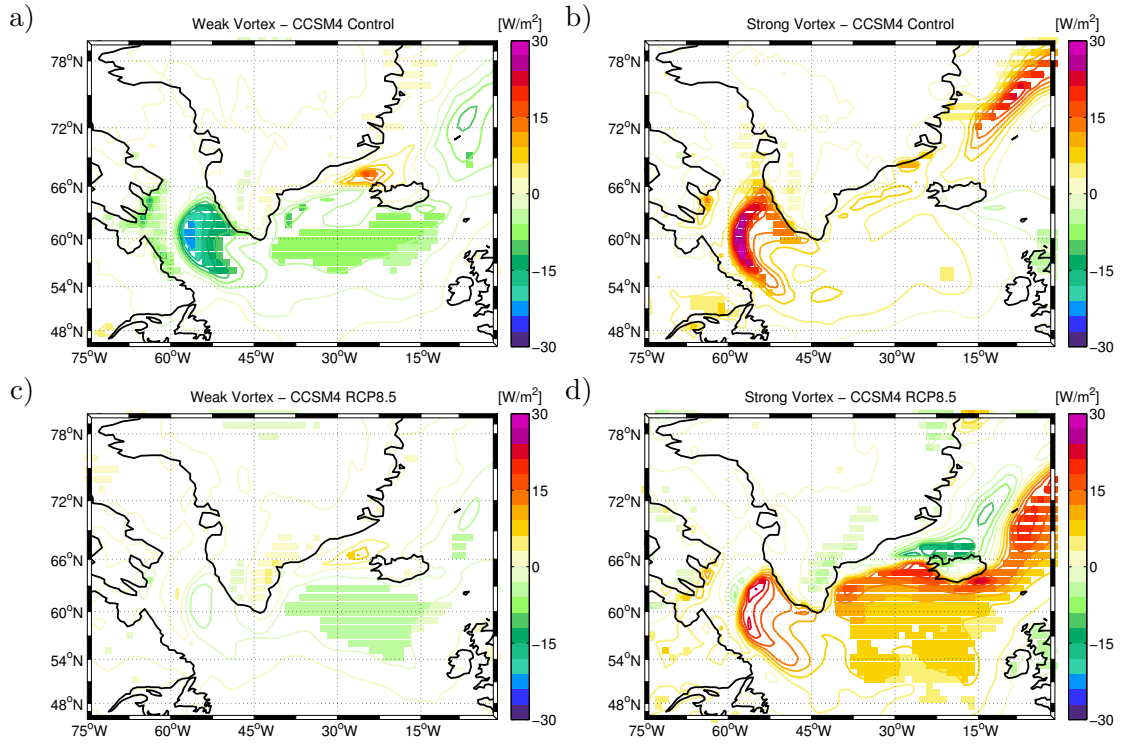 a)
Weak Vortex – CCSM4 Control
[W/m²]
78°N
72°N
66°N
60°N
54°N
48°N
75°W
60°W
45°W
30°W
15°W
30
15
0
−15
−30
b)
Strong Vortex – CCSM4 Control
[W/m²]
78°N
72°N
66°N
60°N
54°N
48°N
75°W
60°W
45°W
30°W
15°W
30
15
0
−15
−30
c)
Weak Vortex – CCSM4 RCP8.5
[W/m²]
78°N
72°N
66°N
60°N
54°N
48°N
75°W
60°W
45°W
30°W
15°W
30
15
0
−15
−30
d)
Strong Vortex – CCSM4 RCP8.5
[W/m²]
78°N
72°N
66°N
60°N
54°N
48°N
75°W
60°W
45°W
30°W
15°W
30
15
0
−15
−30